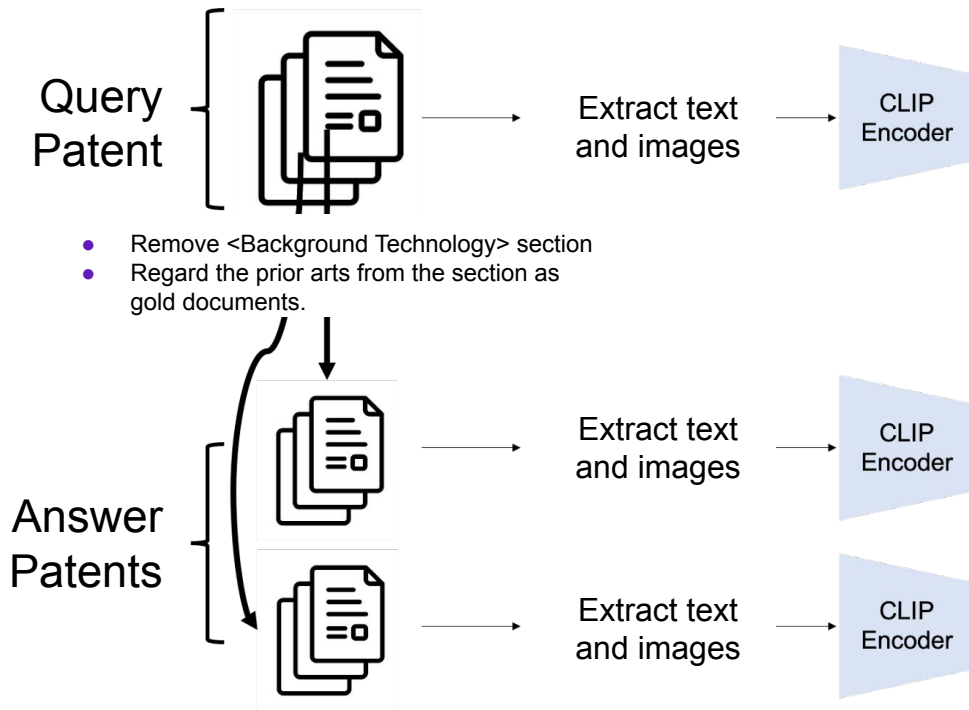 Query
Patent
Extract text
and images
CLIP
Encoder
● Remove <Background Technology> section
● Regard the prior arts from the section as
gold documents.
Answer
Patents
Extract text
and images
CLIP
Encoder
Extract text
and images
CLIP
Encoder